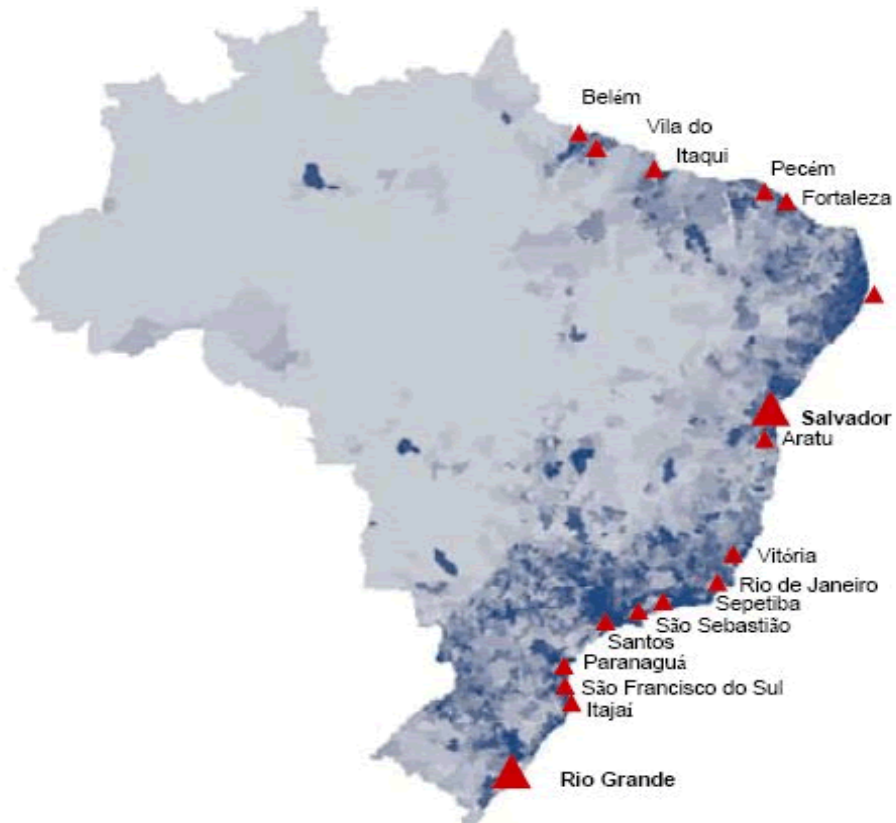 Belém
Vila do
Itaqui
Pecém
Fortaleza
Salvador
Aratu
Vitória
Rio de Janeiro
Sepetiba
São Sebastião
Santos
Paranaguá
São Francisco do Sul
Itajaí
Rio Grande